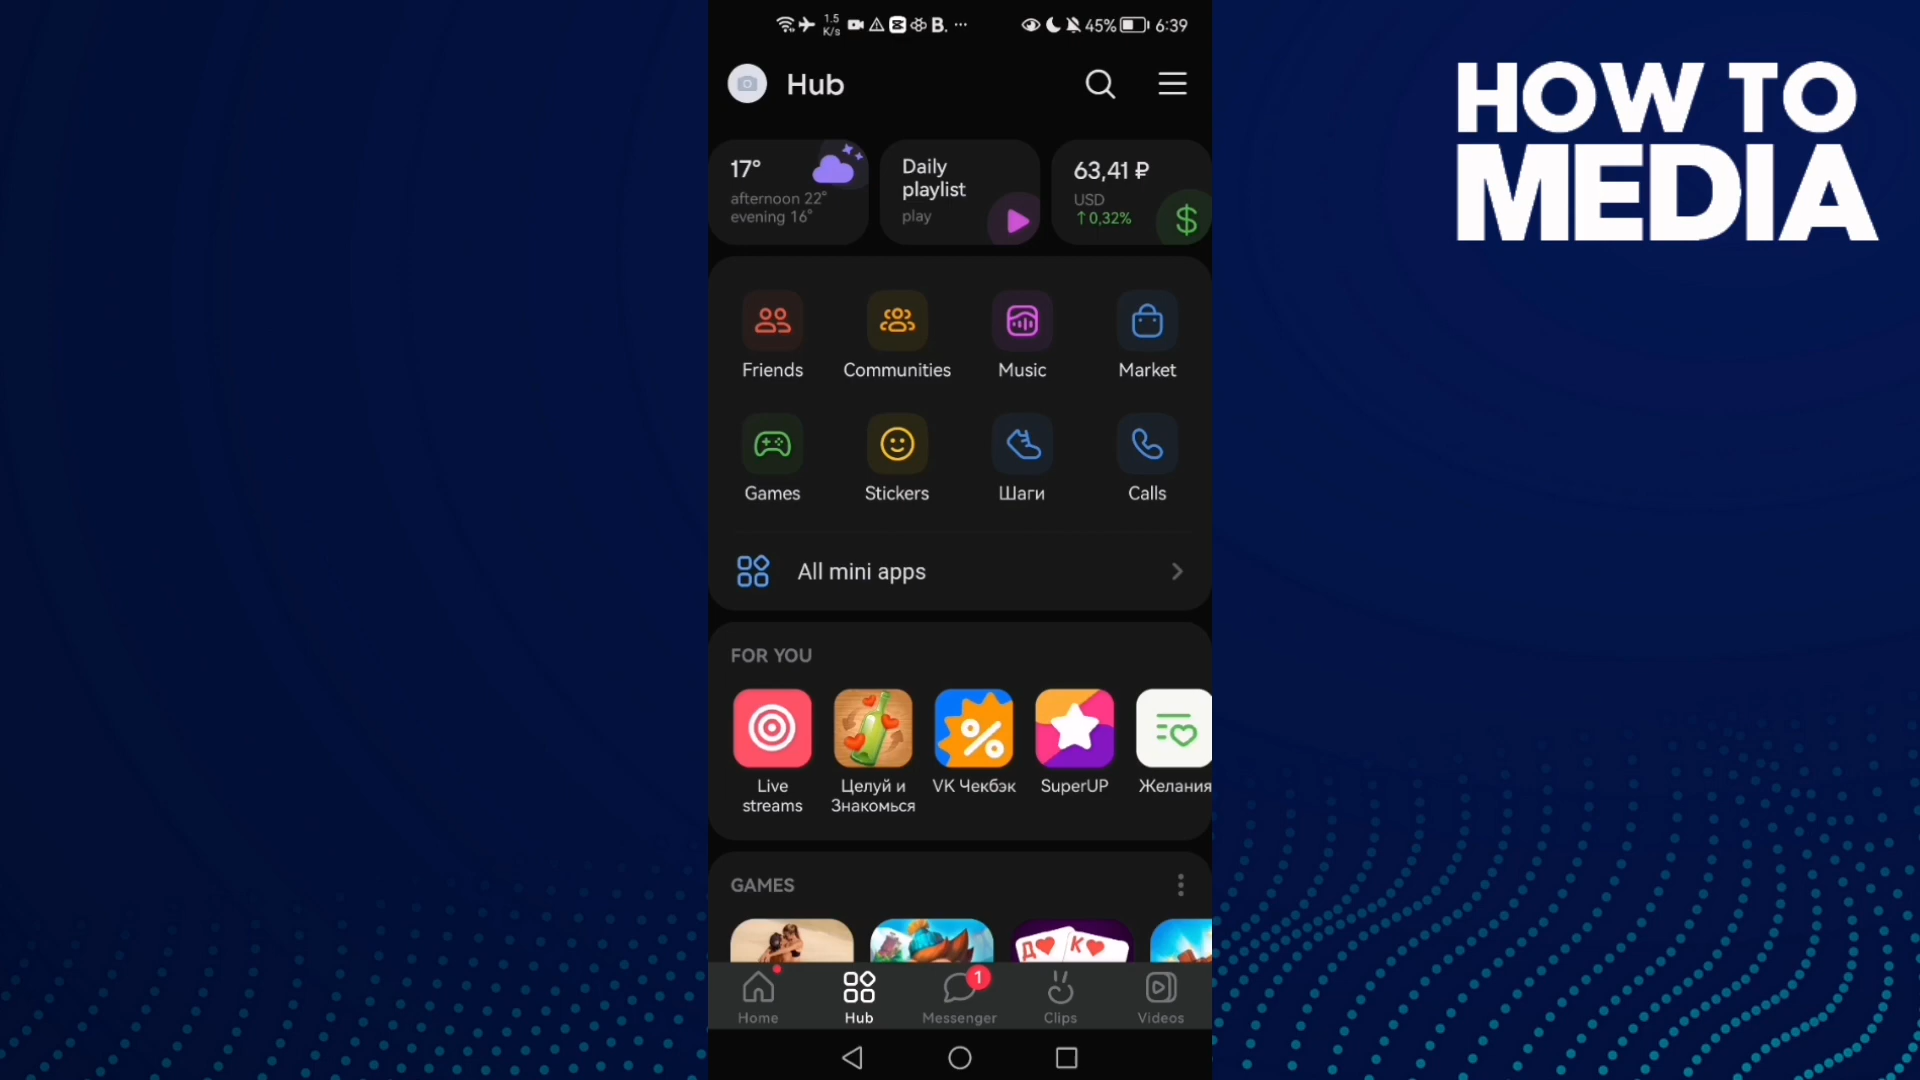 1.5
K/s
B.
45%
6:39
HOW TO
MEDIA
Hub
17°
afternoon 22°
evening 16°
Daily
playlist
play
63,41 ₽
USD
↑0,32%
$
Friends
Communities
Music
Market
Games
Stickers
Шаги
Calls
All mini apps
FOR YOU
%
Live
streams
Целуй и
Знакомься
VK Чекбэк
SuperUP
Желания
GAMES
Д К
1
Home
Hub
Messenger
Clips
Videos